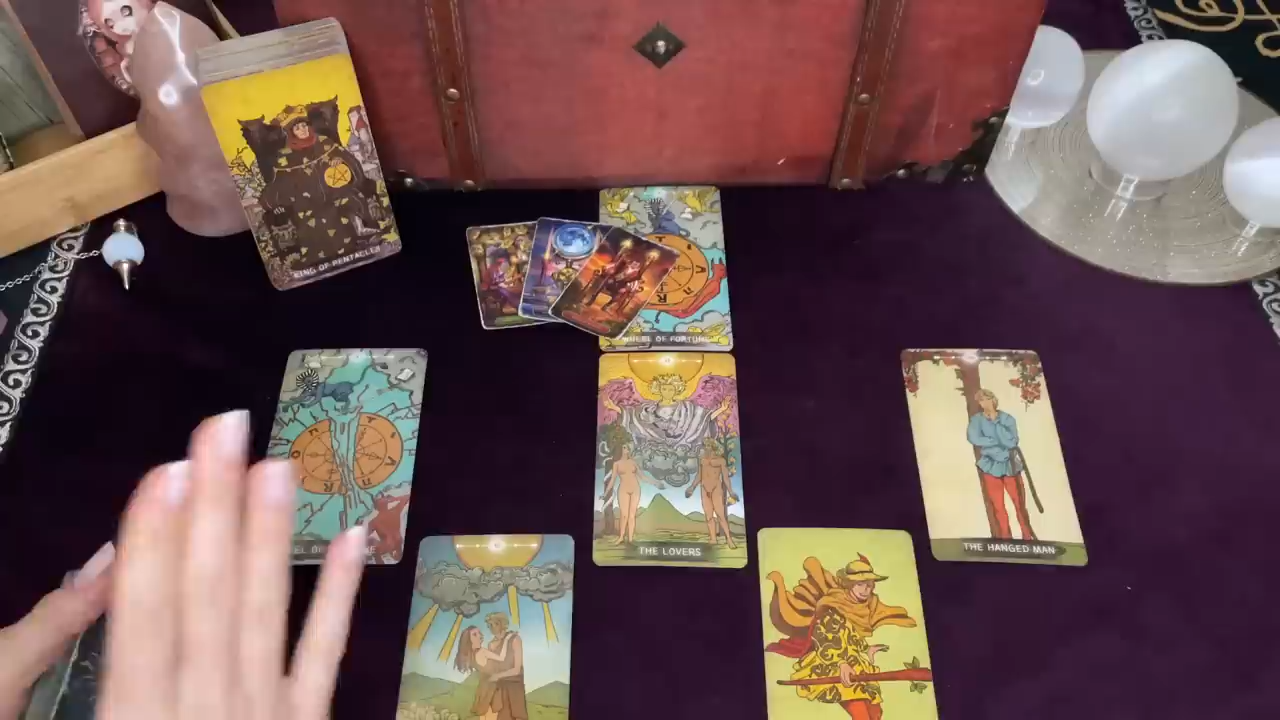 KING OF PENTACLES
WHEEL OF FORTUNE
THE LOVERS
THE HANGED MAN